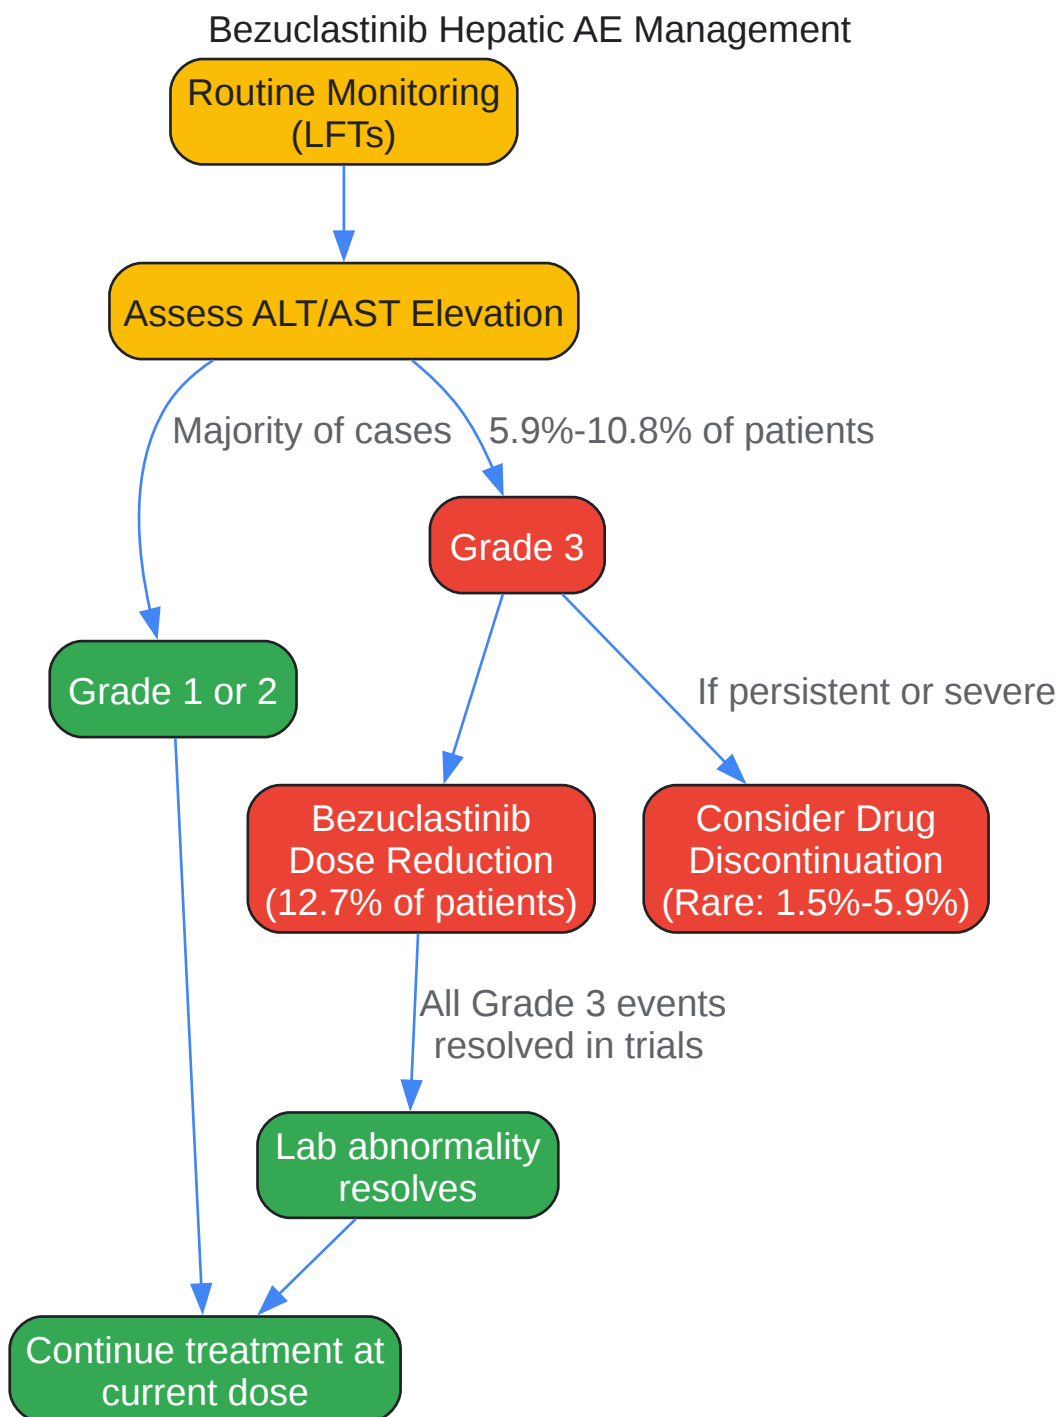 Bezuclastinib Hepatic AE Management
Routine Monitoring
(LFTs)
Assess ALT/AST Elevation
Majority of cases
5.9%-10.8% of patients
Grade 3
Grade 1 or 2
If persistent or severe
Bezuclastinib
Dose Reduction
(12.7% of patients)
Consider Drug
Discontinuation
(Rare: 1.5%-5.9%)
All Grade 3 events
resolved in trials
Lab abnormality
resolves
Continue treatment at
current dose